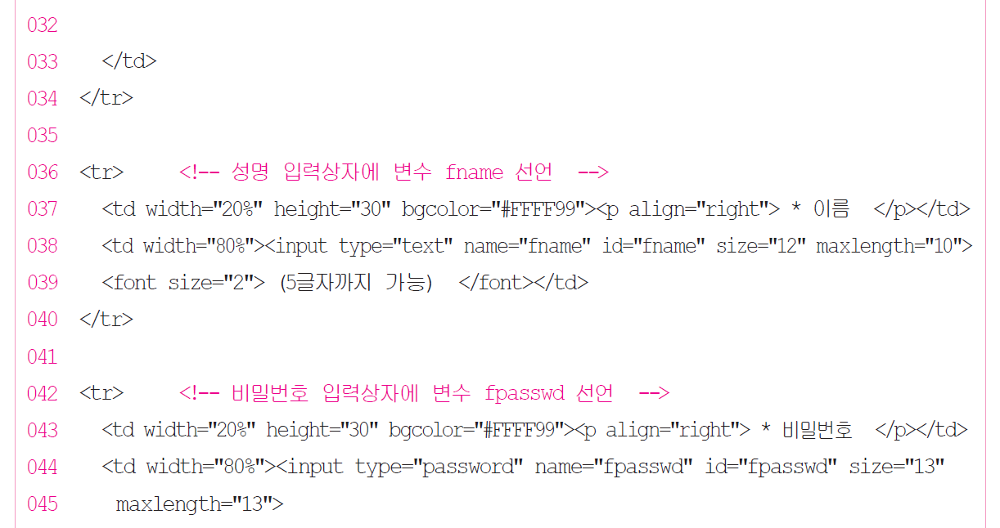 032
033 </td>
034 </tr>
035
036 <tr> <!-- 성명 입력상자에 변수 fname 선언 -->
037 <td width="20%" height="30" bgcolor="#FFFF99"><p align="right"> * 이름 </p></td>
038 <td width="80%"><input type="text" name="fname" id="fname" size="12" maxlength="10">
039 <font size="2"> (5글자까지 가능) </font></td>
040 </tr>
041
042 <tr> <!-- 비밀번호 입력상자에 변수 fpasswd 선언 -->
043 <td width="20%" height="30" bgcolor="#FFFF99"><p align="right"> * 비밀번호 </p></td>
044 <td width="80%"><input type="password" name="fpasswd" id="fpasswd" size="13"
045 maxlength="13">